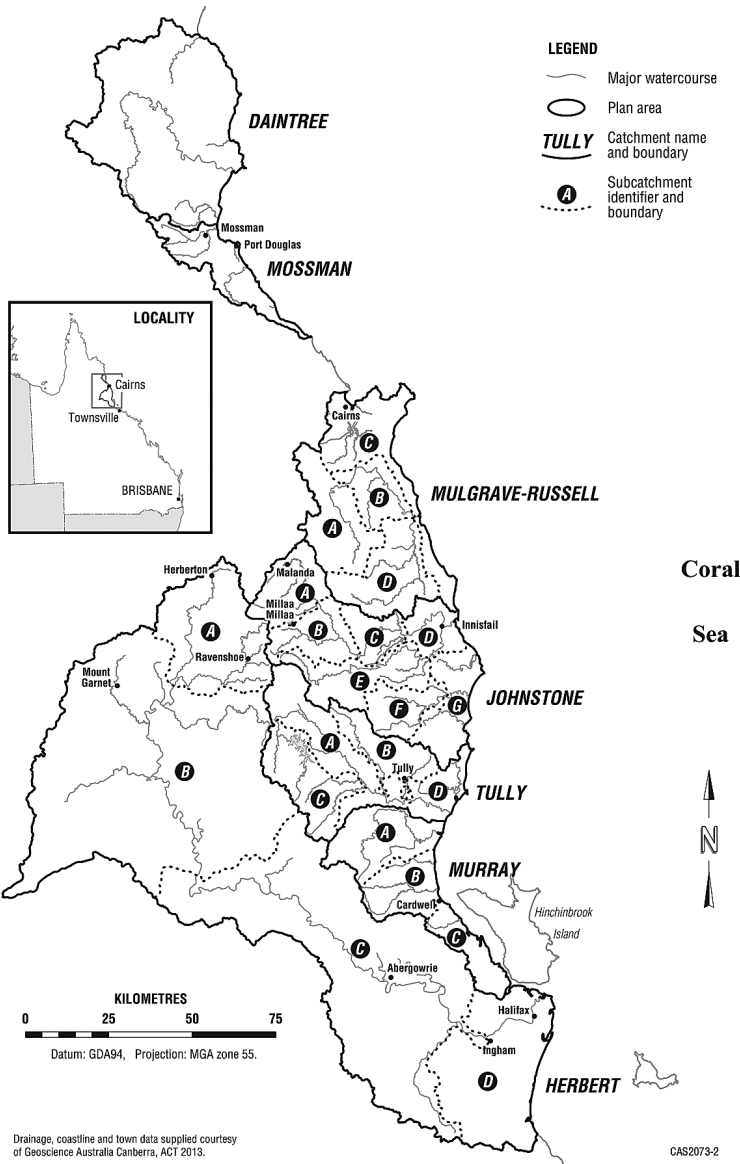 LEGEND
Major watercourse
Plan area
TULLY
Catchment name
and boundary
A
Subcatchment
identifier and
boundary
DAINTREE
Mossman
Port Douglas
MOSSMAN
LOCALITY
Cairns
Townsville
BRISBANE
Cairns
C
B
MULGRAVE-RUSSELL
A
D
Coral
Sea
Herberton
Malanda
A
Millaa
Millaa
B
C
D
Innisfail
A
Ravenshoe
Mount
Garnet
E
F
G
JOHNSTONE
B
A
B
Tully
C
D
TULLY
A
MURRAY
B
Cardwell
C
Hinchinbrook
Island
N
C
Abergowrie
Halifax
Ingham
D
HERBERT
KILOMETRES
0 25 50 75
Datum: GDA94, Projection: MGA zone 55.
Drainage, coastline and town data supplied courtesy
of Geoscience Australia Canberra, ACT 2013.
CAS2073-2